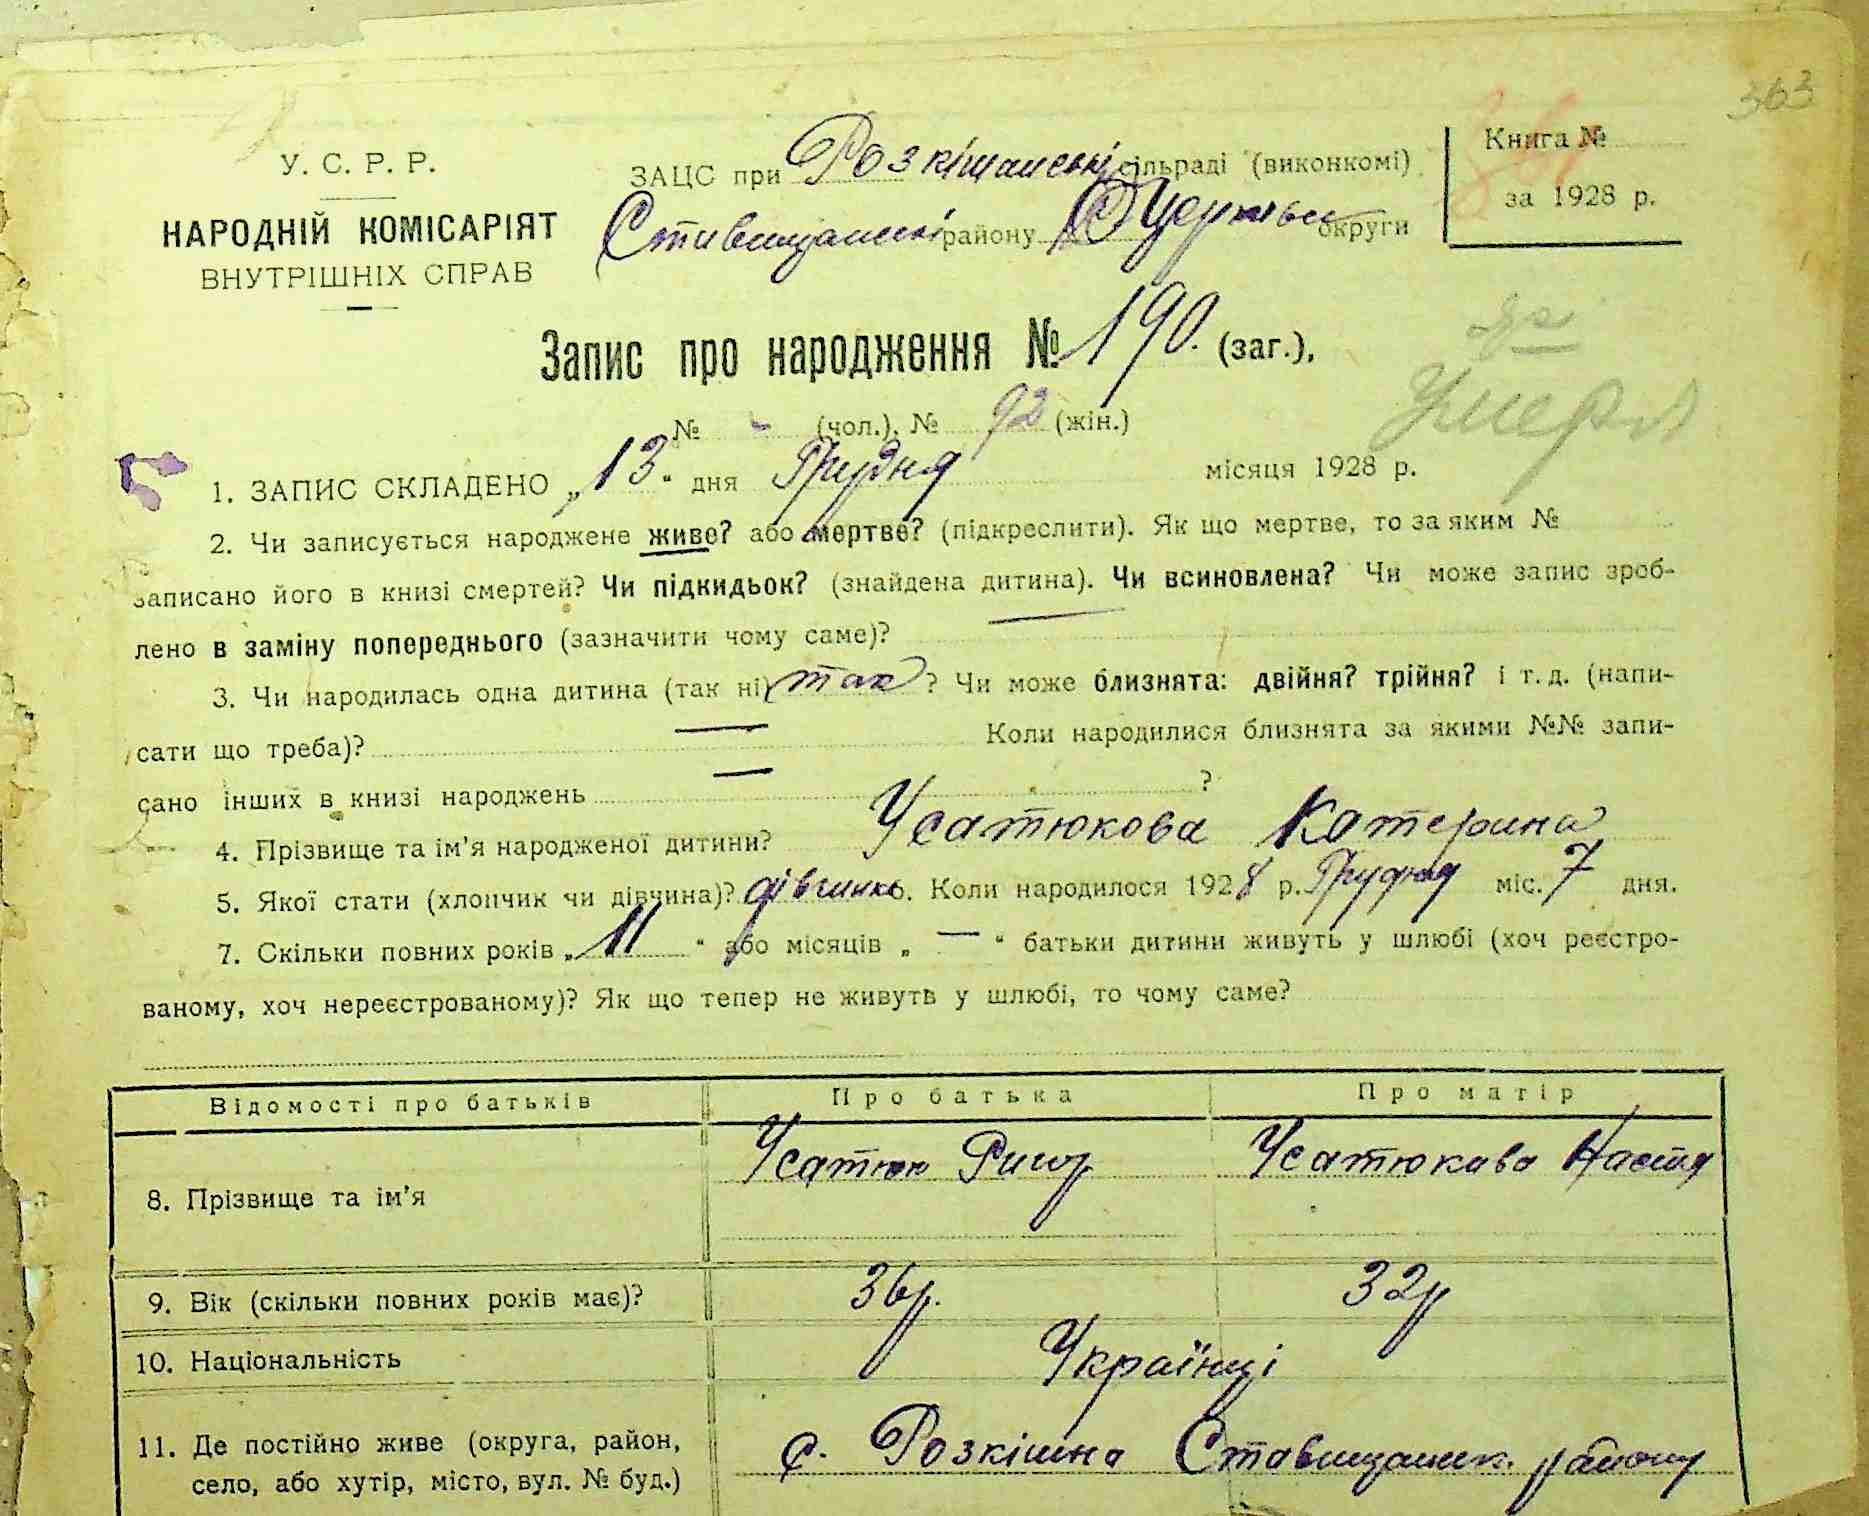 363
У. С. Р. Р.
НАРОДНІЙ КОМІСАРІЯТ
ВНУТРІШНІХ СПРАВ
ЗАЦС при Розкішанські сільраді (виконкомі)
Ставищанські району Б Церківськ округи
Книга №
за 1928 р.
Запис про народження № 190. (заг.),
№ - (чол.). № 92 (жін.)
Умерла
1. ЗАПИС СКЛАДЕНО „13“ дня Грудня місяця 1928 р.
2. Чи записується народжене живе? або мертве? (підкреслити). Як що мертве, то за яким №
записано його в книзі смертей? Чи підкидьок? (знайдена дитина). Чи всиновлена? Чи може запис зроб-
лено в заміну попереднього (зазначити чому саме)?
3. Чи народилась одна дитина (так ні) так ? Чи може близнята: двійня? трійня? і т. д. (напи-
сати що треба)? — Коли народилися близнята за якими №№ запи-
сано інших в книзі народжень — ?
4. Прізвище та ім'я народженої дитини? Усатюкова Катерина
5. Якої стати (хлопчик чи дівчина)? дівчинка 6. Коли народилося 1928 р. Грудня міс. 7 дня.
7. Скільки повних років „11“ або місяців „—“ батьки дитини живуть у шлюбі (хоч реєстро-
ваному, хоч нереєстрованому)? Як що тепер не живуть у шлюбі, то чому саме?
Відомості про батьків Про батька Про матір
8. Прізвище та ім'я Усатюк Ригор Усатюкова Настя
9. Вік (скільки повних років має)? 36р. 32р
10. Національність Українці
11. Де постійно живе (округа, район,
село, або хутір, місто, вул. № буд.) с. Розкішна Ставищанськ. району